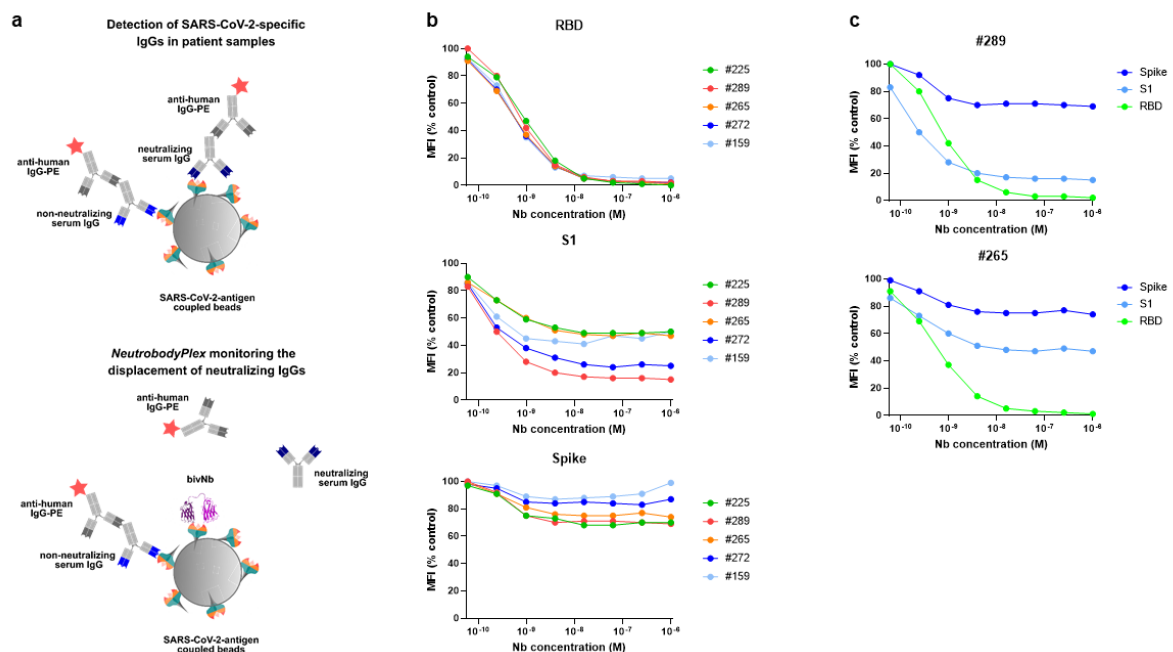 a
Detection of SARS-CoV-2-specific
IgGs in patient samples
anti-human
IgG-PE
neutralizing
serum IgG
anti-human
IgG-PE
non-neutralizing
serum IgG
SARS-CoV-2-antigen
coupled beads
NeutrobodyPlex monitoring the
displacement of neutralizing IgGs
anti-human
IgG-PE
bivNb
neutralizing
serum IgG
anti-human
IgG-PE
non-neutralizing
serum IgG
SARS-CoV-2-antigen
coupled beads
b
RBD
MFI (% control)
100
80
60
40
20
0
10⁻¹⁰ 10⁻⁹ 10⁻⁸ 10⁻⁷ 10⁻⁶
Nb concentration (M)
#225
#289
#265
#272
#159
S1
MFI (% control)
100
80
60
40
20
0
10⁻¹⁰ 10⁻⁹ 10⁻⁸ 10⁻⁷ 10⁻⁶
Nb concentration (M)
#225
#289
#265
#272
#159
Spike
MFI (% control)
100
80
60
40
20
0
10⁻¹⁰ 10⁻⁹ 10⁻⁸ 10⁻⁷ 10⁻⁶
Nb concentration (M)
#225
#289
#265
#272
#159
c
#289
MFI (% control)
100
80
60
40
20
0
10⁻¹⁰ 10⁻⁹ 10⁻⁸ 10⁻⁷ 10⁻⁶
Nb concentration (M)
Spike
S1
RBD
#265
MFI (% control)
100
80
60
40
20
0
10⁻¹⁰ 10⁻⁹ 10⁻⁸ 10⁻⁷ 10⁻⁶
Nb concentration (M)
Spike
S1
RBD